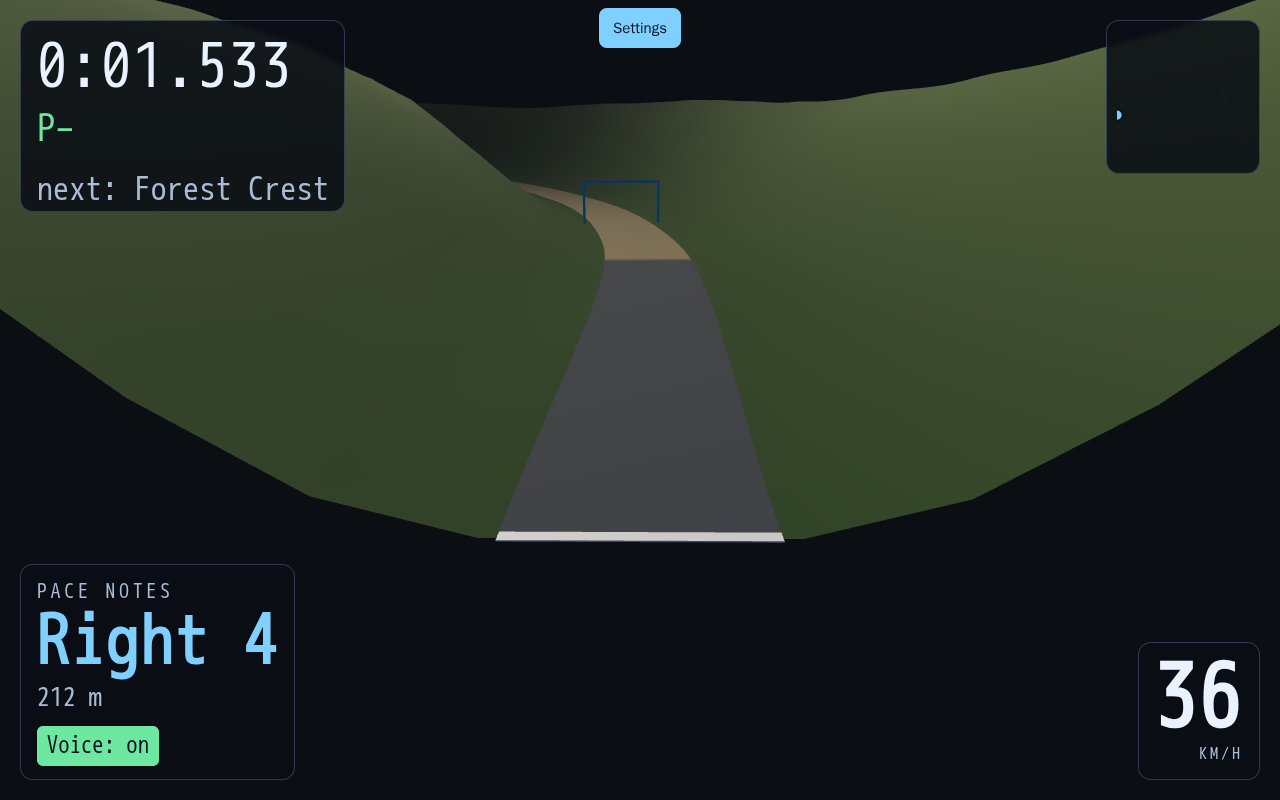 Settings
0:01.533
P–
next: Forest Crest
PACE NOTES
Right 4
212 m
Voice: on
36
KM/H